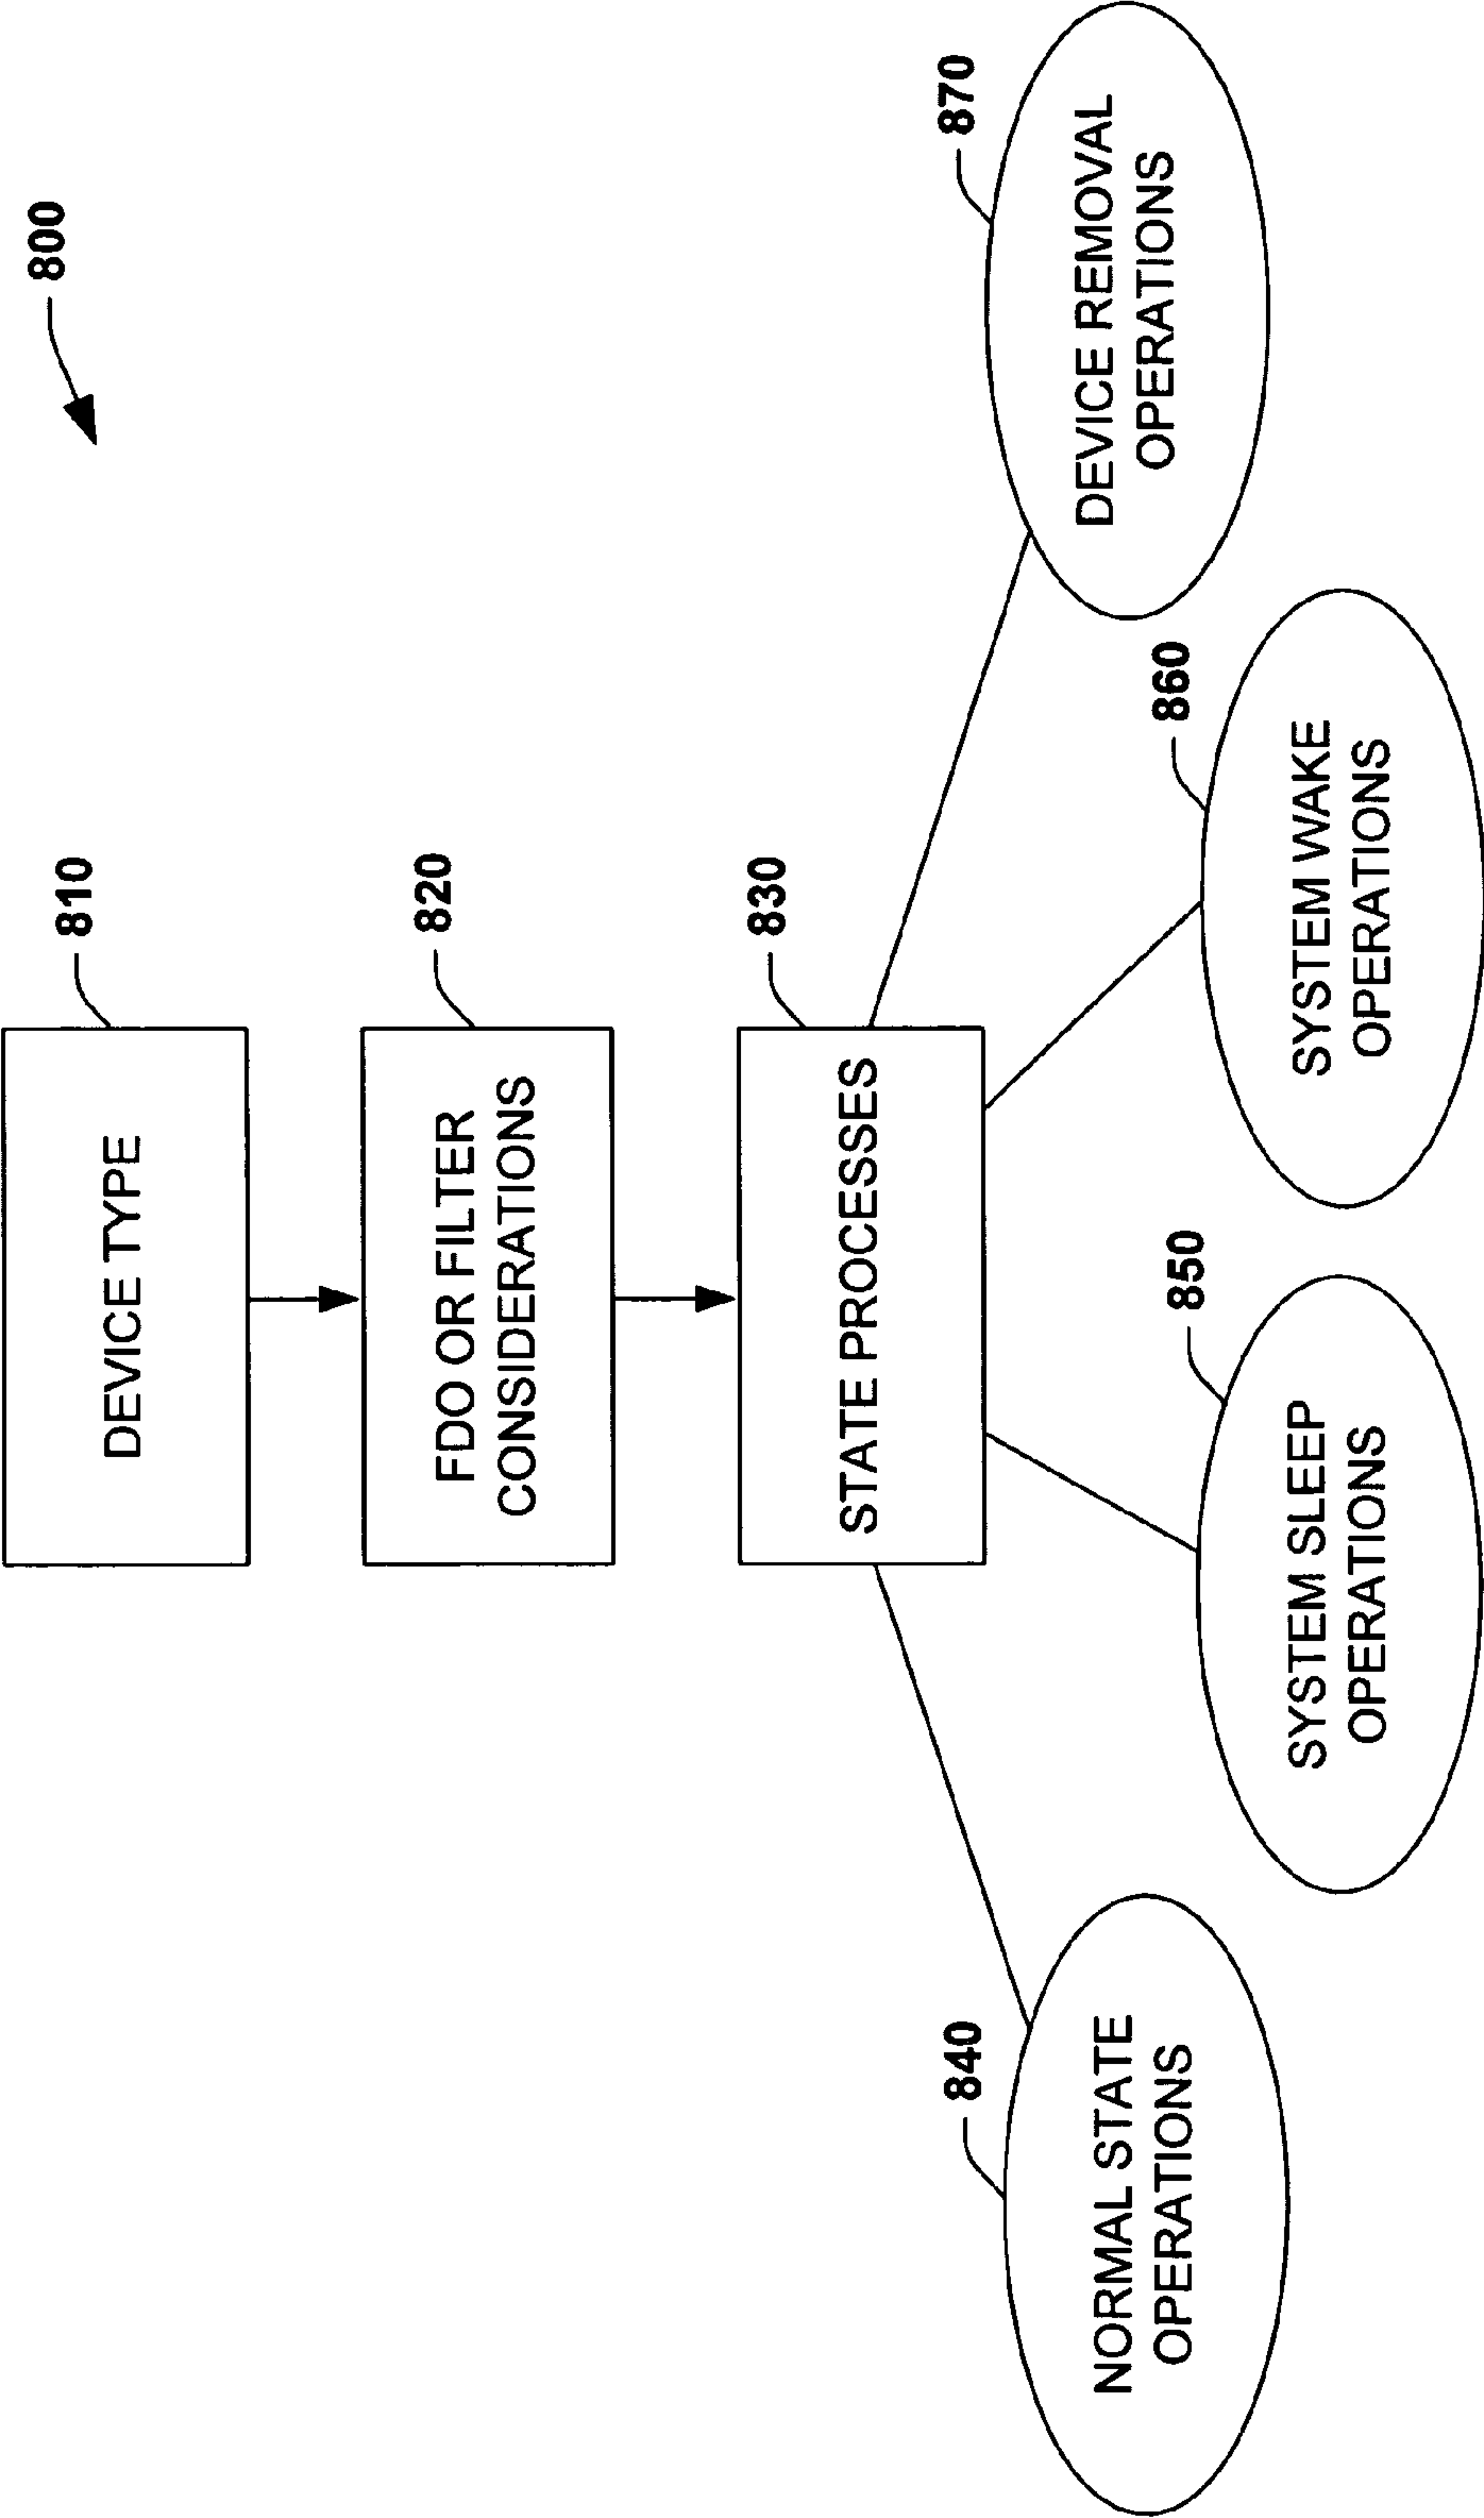 800
810
DEVICE TYPE
820
FDO OR FILTER
CONSIDERATIONS
830
STATE PROCESSES
840
NORMAL STATE
OPERATIONS
850
SYSTEM SLEEP
OPERATIONS
860
SYSTEM WAKE
OPERATIONS
870
DEVICE REMOVAL
OPERATIONS